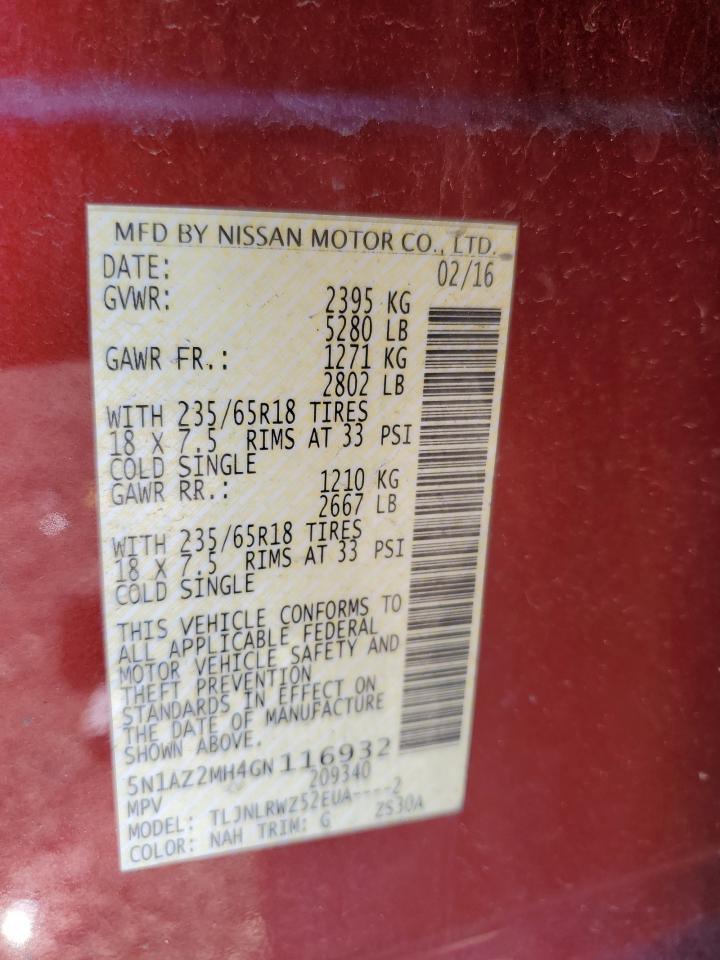 MFD BY NISSAN MOTOR CO., LTD.
DATE: 02/16
GVWR: 2395 KG
5280 LB
GAWR FR.: 1271 KG
2802 LB
WITH 235/65R18 TIRES
18 X 7.5 RIMS AT 33 PSI
COLD SINGLE
GAWR RR.: 1210 KG
2667 LB
WITH 235/65R18 TIRES
18 X 7.5 RIMS AT 33 PSI
COLD SINGLE
THIS VEHICLE CONFORMS TO
ALL APPLICABLE FEDERAL
MOTOR VEHICLE SAFETY AND
THEFT PREVENTION
STANDARDS IN EFFECT ON
THE DATE OF MANUFACTURE
SHOWN ABOVE.
5N1AZ2MH4GN116932
MPV 209340
MODEL: TLJNLRWZ52EUA----2
COLOR: NAH TRIM: G ZS30A